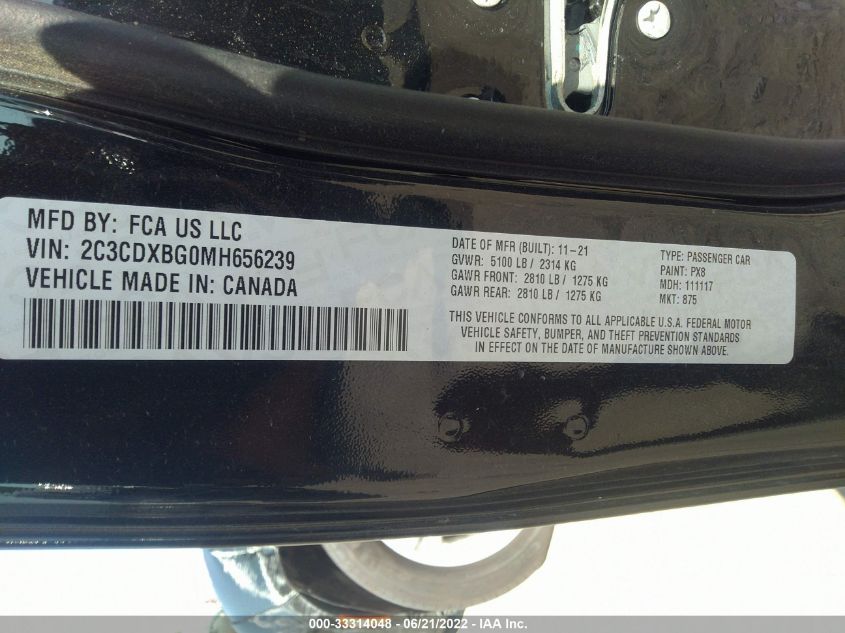 MFD BY: FCA US LLC
VIN: 2C3CDXBG0MH656239
VEHICLE MADE IN: CANADA
DATE OF MFR (BUILT): 11-21
GVWR: 5100 LB / 2314 KG
GAWR FRONT: 2810 LB / 1275 KG
GAWR REAR: 2810 LB / 1275 KG
TYPE: PASSENGER CAR
PAINT: PX8
MDH: 111117
MKT: 875
THIS VEHICLE CONFORMS TO ALL APPLICABLE U.S.A. FEDERAL MOTOR
VEHICLE SAFETY, BUMPER, AND THEFT PREVENTION STANDARDS
IN EFFECT ON THE DATE OF MANUFACTURE SHOWN ABOVE.
000-33314048 - 06/21/2022 - IAA Inc.